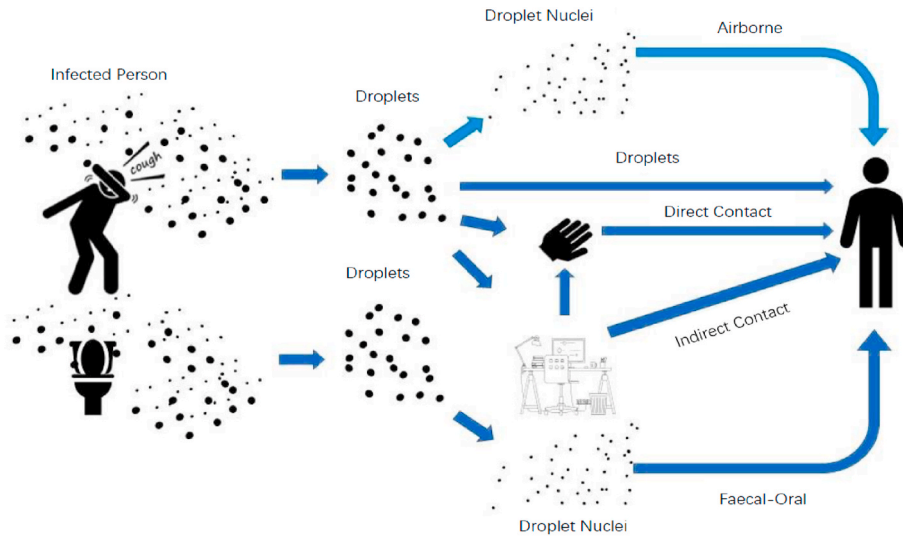 Droplet Nuclei
Airborne
Infected Person
Droplets
cough
Droplets
Direct Contact
Droplets
Indirect Contact
Faecal-Oral
Droplet Nuclei